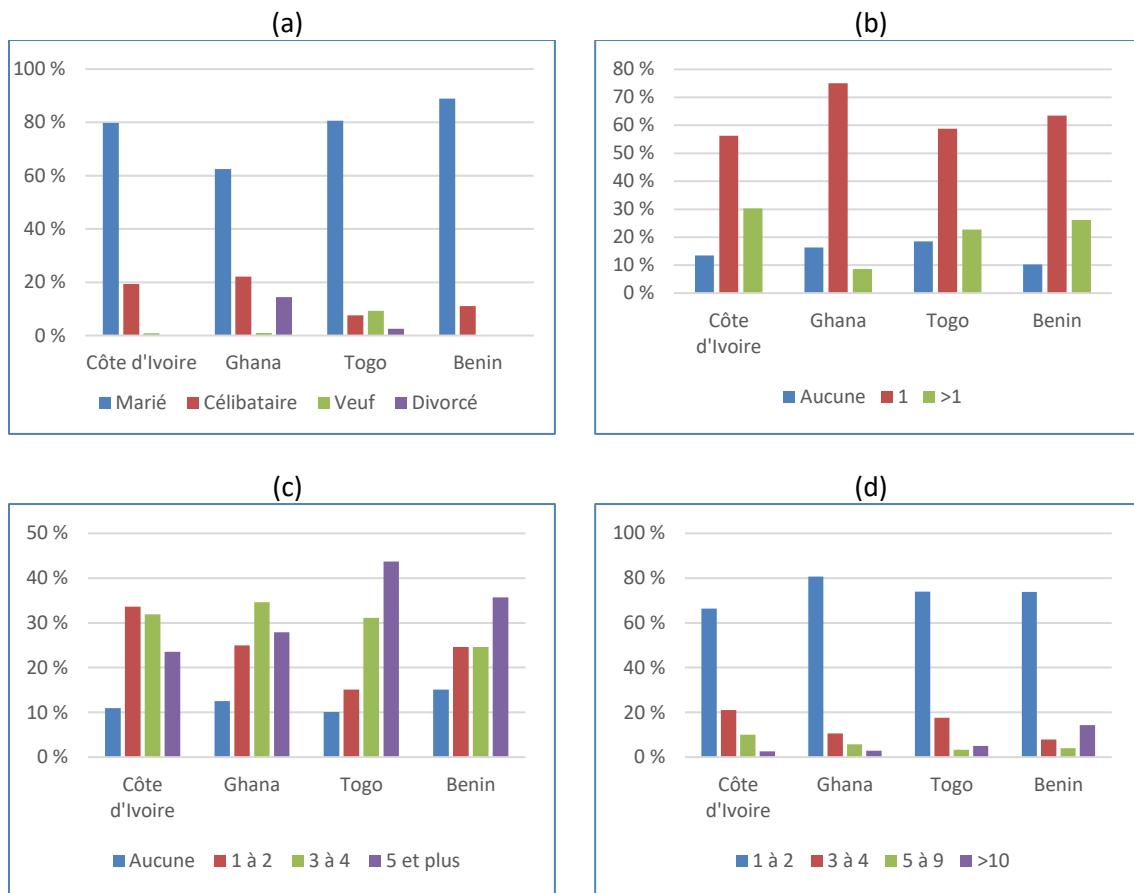 (a)
100 %
80 %
60 %
40 %
20 %
0 %
Côte d'Ivoire Ghana Togo Benin
Marié Célibataire Veuf Divorcé
(b)
80 %
70 %
60 %
50 %
40 %
30 %
20 %
10 %
0 %
Côte Ghana Togo Benin
d'Ivoire
Aucune 1 >1
(c)
50 %
40 %
30 %
20 %
10 %
0 %
Côte Ghana Togo Benin
d'Ivoire
Aucune 1 à 2 3 à 4 5 et plus
(d)
100 %
80 %
60 %
40 %
20 %
0 %
Côte Ghana Togo Benin
d'Ivoire
1 à 2 3 à 4 5 à 9 >10